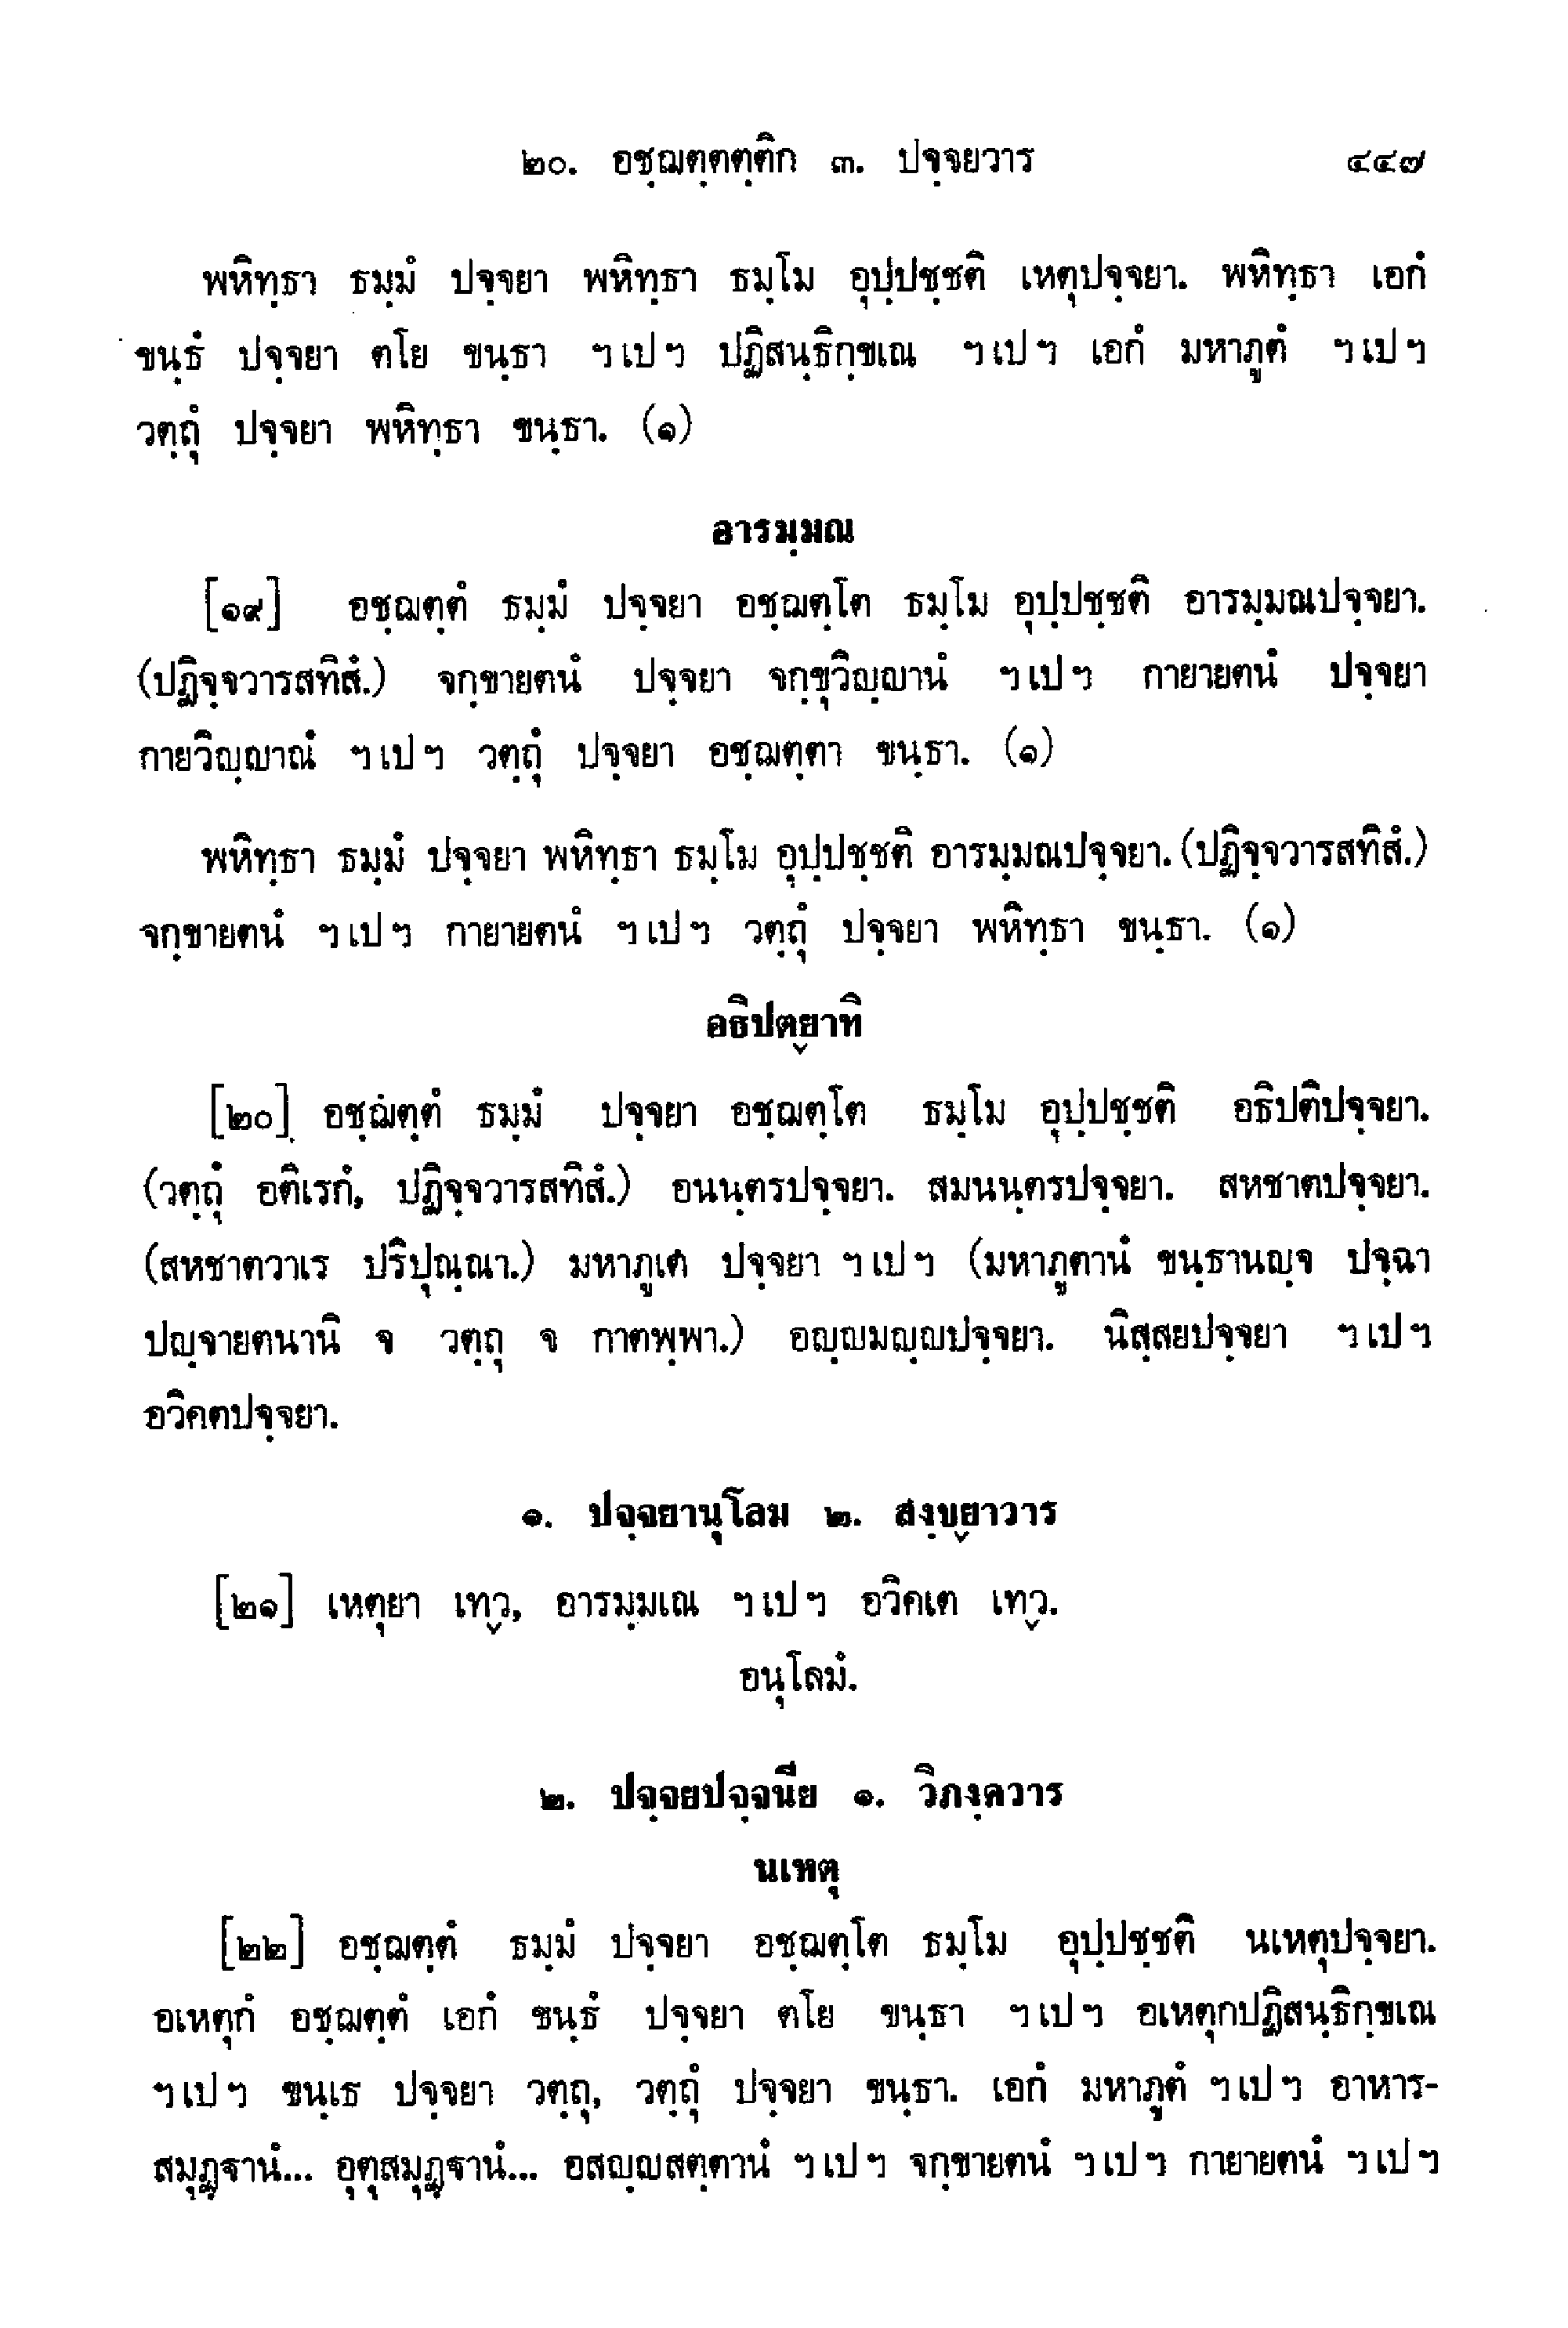 ๒๐. อชฺฌตฺตตฺติก ๓. ปจฺจยวาร ๔๔๗
พหิทฺธา ธมฺมํ ปจฺจยา พหิทฺธา ธมฺโม อุปฺปชฺชติ เหตุปจฺจยา. พหิทฺธา เอกํ
ขนฺธํ ปจฺจยา ตโย ขนฺธา ฯเปฯ ปฏิสนฺธิกฺขเณ ฯเปฯ เอกํ มหาภูตํ ฯเปฯ
วตฺถุํ ปจฺจยา พหิทฺธา ขนฺธา. (๑)
อารมฺมณ
[๑๙] อชฺฌตฺตํ ธมฺมํ ปจฺจยา อชฺฌตฺโต ธมฺโม อุปฺปชฺชติ อารมฺมณปจฺจยา.
(ปฏิจฺจวารสทิสํ.) จกฺขายตนํ ปจฺจยา จกฺขุวิญฺญานํ ฯเปฯ กายายตนํ ปจฺจยา
กายวิญฺญาณํ ฯเปฯ วตฺถุํ ปจฺจยา อชฺฌตฺตา ขนฺธา. (๑)
พหิทฺธา ธมฺมํ ปจฺจยา พหิทฺธา ธมฺโม อุปฺปชฺชติ อารมฺมณปจฺจยา. (ปฏิจฺจวารสทิสํ.)
จกฺขายตนํ ฯเปฯ กายายตนํ ฯเปฯ วตฺถุํ ปจฺจยา พหิทฺธา ขนฺธา. (๑)
อธิปตฺยาทิ
[๒๐] อชฺฌตฺตํ ธมฺมํ ปจฺจยา อชฺฌตฺโต ธมฺโม อุปฺปชฺชติ อธิปติปจฺจยา.
(วตฺถุํ อติเรกํ, ปฏิจฺจวารสทิสํ.) อนนฺตรปจฺจยา. สมนนฺตรปจฺจยา. สหชาตปจฺจยา.
(สหชาตวาเร ปริปุณฺณา.) มหาภูเต ปจฺจยา ฯเปฯ (มหาภูตานํ ขนฺธานญฺจ ปจฺฉา
ปญฺจายตนานิ จ วตฺถุ จ กาตพฺพา.) อญฺญมญฺญปจฺจยา. นิสฺสยปจฺจยา ฯเปฯ
อวิคตปจฺจยา.
๑. ปจฺจยานุโลม ๒. สงฺขฺยาวาร
[๒๑] เหตุยา เทฺว, อารมฺมเณ ฯเปฯ อวิคเต เทฺว.
อนุโลมํ.
๒. ปจฺจยปจฺจนีย ๑. วิภงฺควาร
นเหตุ
[๒๒] อชฺฌตฺตํ ธมฺมํ ปจฺจยา อชฺฌตฺโต ธมฺโม อุปฺปชฺชติ นเหตุปจฺจยา.
อเหตุกํ อชฺฌตฺตํ เอกํ ขนฺธํ ปจฺจยา ตโย ขนฺธา ฯเปฯ อเหตุกปฏิสนฺธิกฺขเณ
ฯเปฯ ขนฺเธ ปจฺจยา วตฺถุ, วตฺถุํ ปจฺจยา ขนฺธา. เอกํ มหาภูตํ ฯเปฯ อาหาร-
สมุฏฺฐานํ... อุตุสมุฏฺฐานํ... อสญฺญสตฺตานํ ฯเปฯ จกฺขายตนํ ฯเปฯ กายายตนํ ฯเปฯ